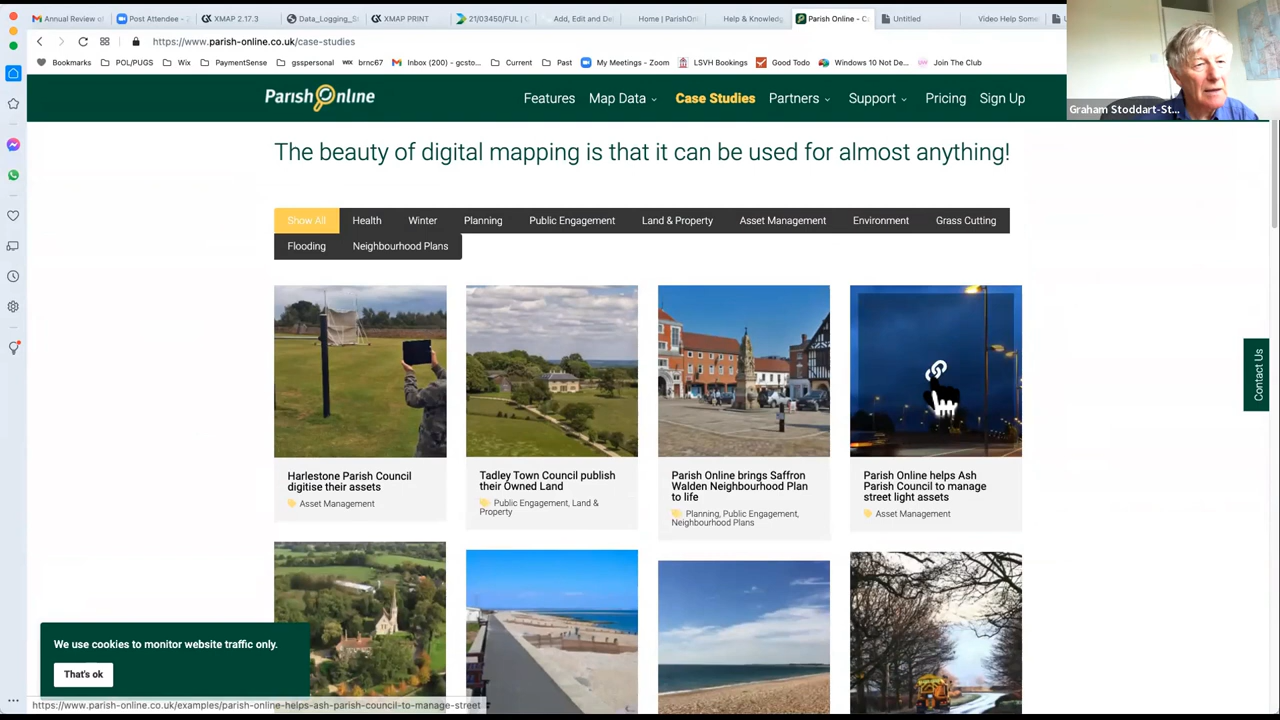 Annual Review of
Post Attendee - Z
XMAP 2.17.3
Data_Logging_S
XMAP PRINT
21/03450/FUL | C
Add, Edit and De
Home | ParishOn
Help & Knowledg
Parish Online - C
Untitled
Video Help Some
https://www.parish-online.co.uk/case-studies
Bookmarks
POL/PUGS
Wix
PaymentSense
gsspersonal
WIX brnc67
Inbox (200) - gcsto...
Current
Past
My Meetings - Zoom
LSVH Bookings
Good Todo
Windows 10 Not De...
Join The Club
Graham Stoddart-St...
Parish Online
Features
Map Data
Case Studies
Partners
Support
Pricing
Sign Up
The beauty of digital mapping is that it can be used for almost anything!
Show All
Health
Winter
Planning
Public Engagement
Land & Property
Asset Management
Environment
Grass Cutting
Flooding
Neighbourhood Plans
Contact Us
Harlestone Parish Council
digitise their assets
Asset Management
Tadley Town Council publish
their Owned Land
Public Engagement, Land &
Property
Parish Online brings Saffron
Walden Neighbourhood Plan
to life
Planning, Public Engagement,
Neighbourhood Plans
Parish Online helps Ash
Parish Council to manage
street light assets
Asset Management
We use cookies to monitor website traffic only.
That's ok
https://www.parish-online.co.uk/examples/parish-online-helps-ash-parish-council-to-manage-street